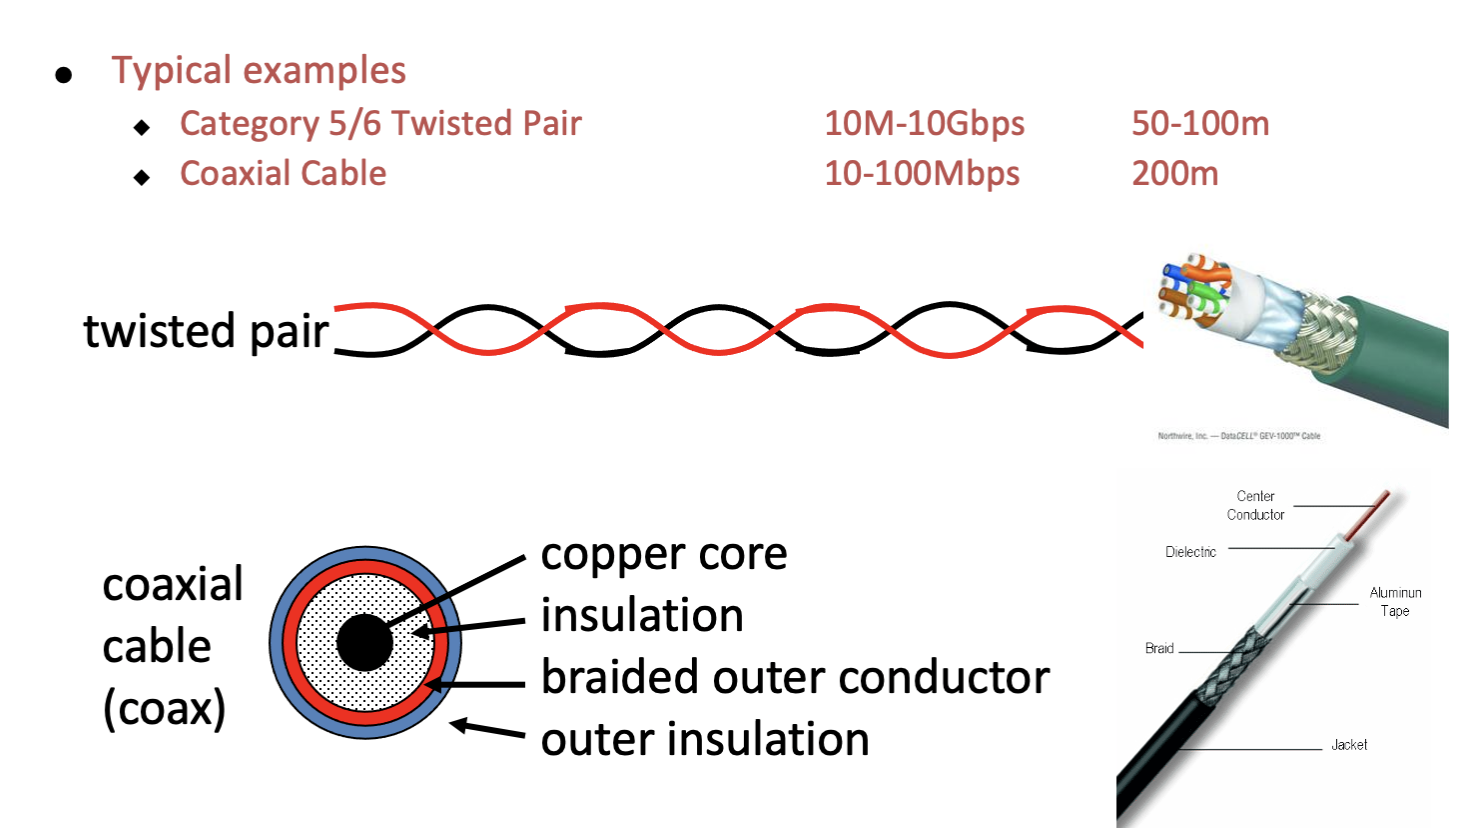 ● Typical examples
◆ Category 5/6 Twisted Pair 10M-10Gbps 50-100m
◆ Coaxial Cable 10-100Mbps 200m
twisted pair
Northwire, Inc. — DataCELL® GEV-1000™ Cable
coaxial
cable
(coax)
copper core
insulation
braided outer conductor
outer insulation
Center
Conductor
Dielectric
Aluminun
Tape
Braid
Jacket